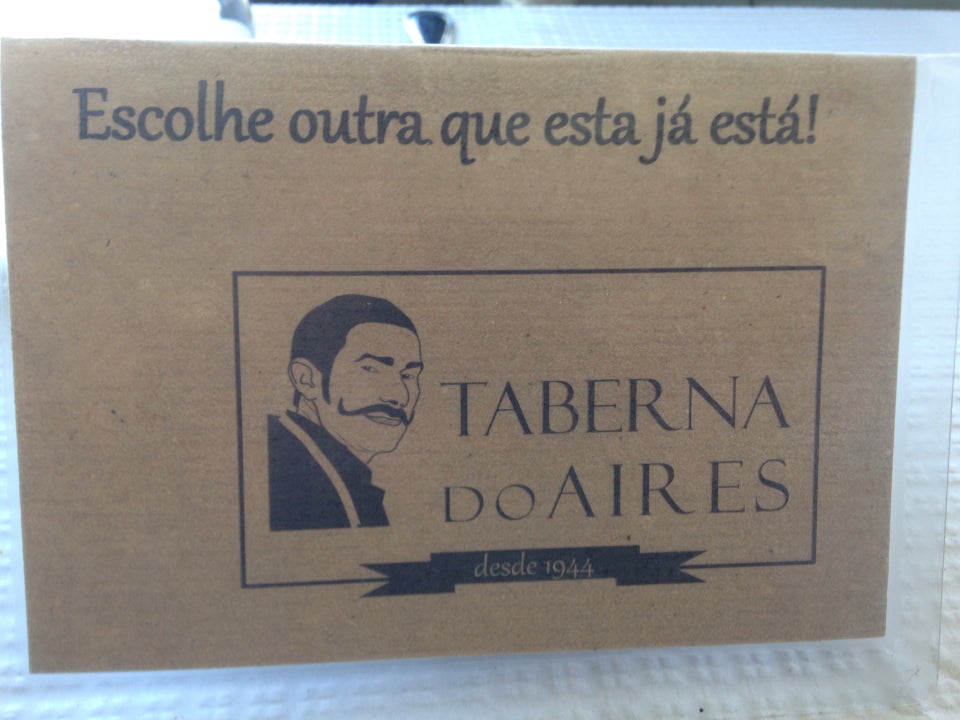 Escolhe outra que esta já está!
TABERNA
DO AIRES
desde 1944